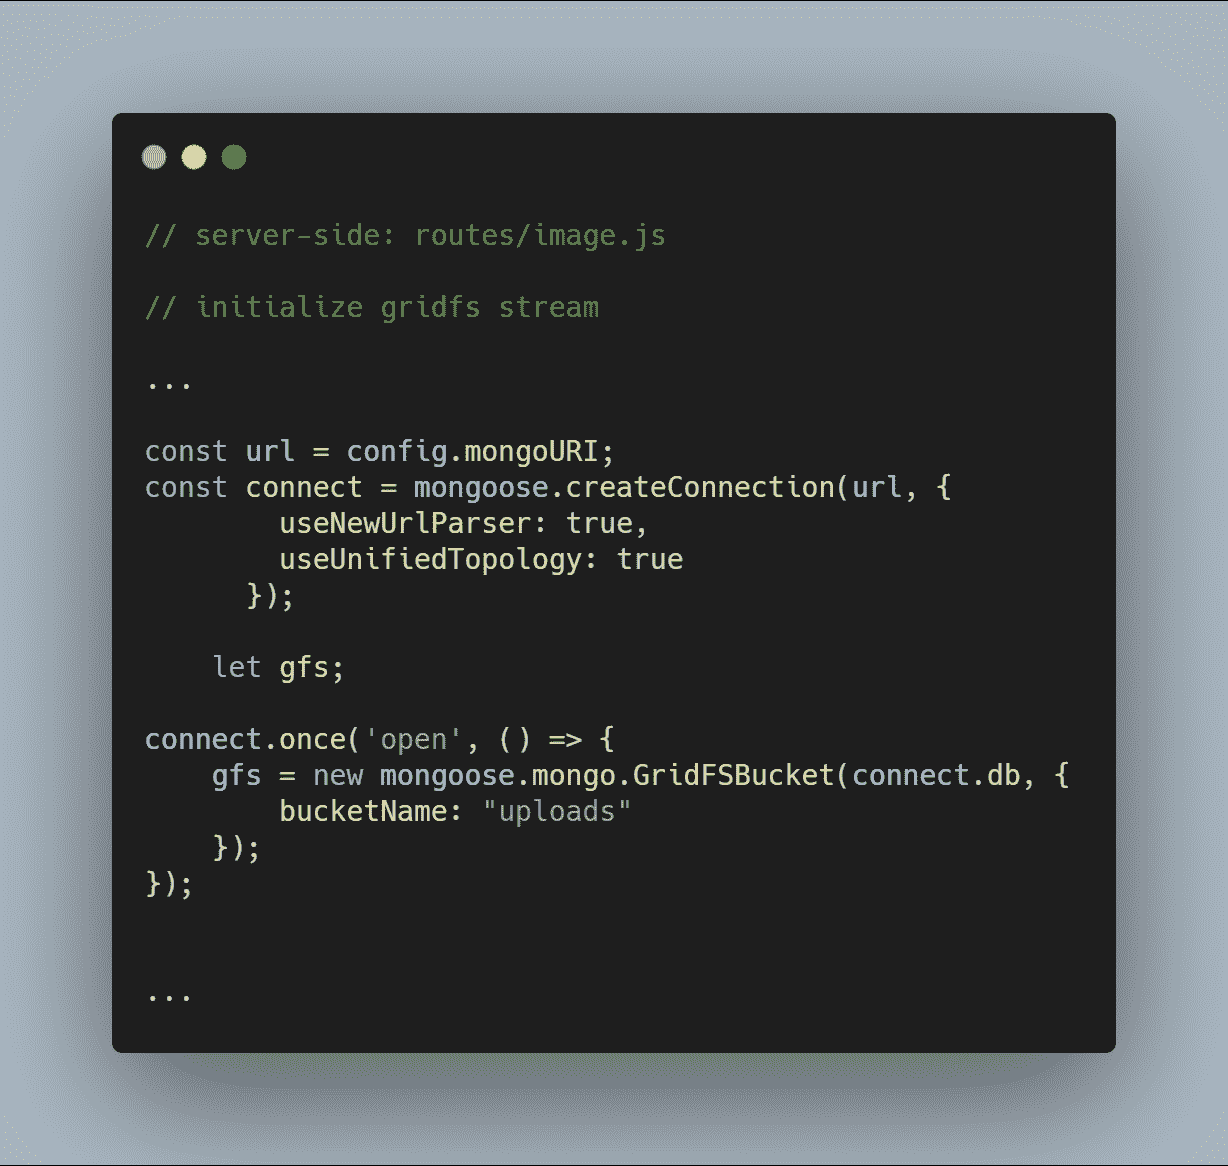 // server-side: routes/image.js
// initialize gridfs stream
...
const url = config.mongoURI;
const connect = mongoose.createConnection(url, {
        useNewUrlParser: true,
        useUnifiedTopology: true
      });
    let gfs;
connect.once('open', () => {
    gfs = new mongoose.mongo.GridFSBucket(connect.db, {
        bucketName: "uploads"
    });
});
...